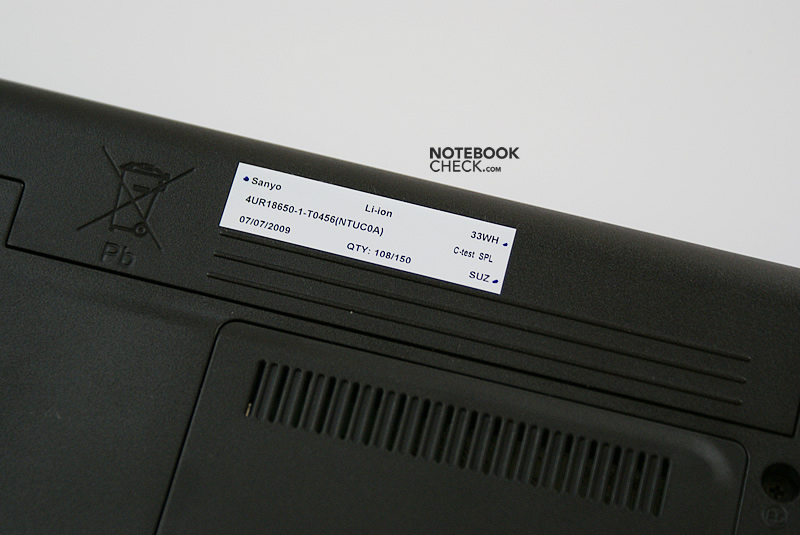 NOTEBOOK
CHECK.com
Sanyo
Li-ion
4UR18650-1-T0456(NTUC0A)
33WH
07/07/2009
QTY: 108/150
C-test SPL
SUZ
Pb